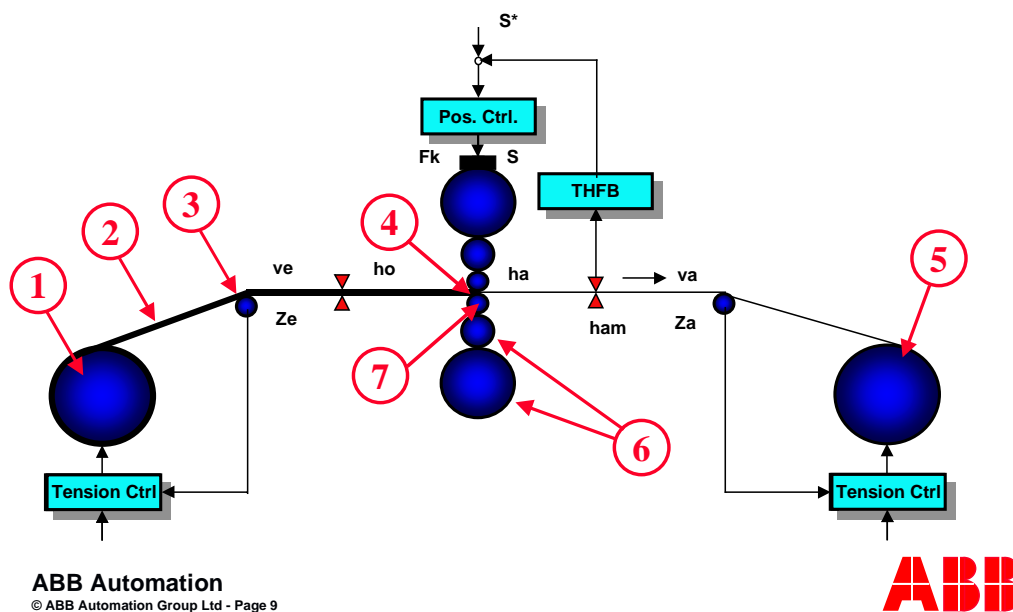 S*
Pos. Ctrl.
Fk S
THFB
3
4
2
5
1
ve ho ha va
Ze ham Za
7
6
Tension Ctrl Tension Ctrl
ABB Automation
© ABB Automation Group Ltd - Page 9
ABB